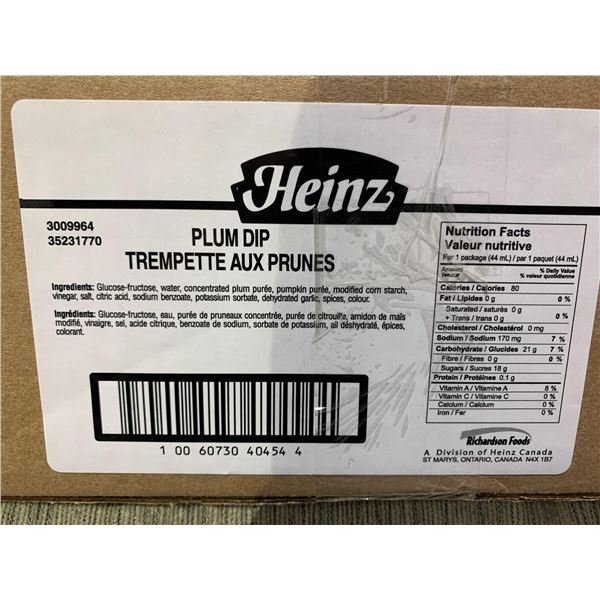 Heinz
3009964
35231770
PLUM DIP
TREMPETTE AUX PRUNES
Ingredients: Glucose-fructose, water, concentrated plum purée, pumpkin purée, modified corn starch,
vinegar, salt, citric acid, sodium benzoate, potassium sorbate, dehydrated garlic, spices, colour.
Ingrédients: Glucose-fructose, eau, purée de pruneaux concentrée, purée de citrouille, amidon de maïs
modifié, vinaigre, sel, acide citrique, benzoate de sodium, sorbate de potassium, ail déshydraté, épices,
colorant.
1 00 60730 40454 4
Nutrition Facts
Valeur nutritive
Per 1 package (44 mL) / par 1 paquet (44 mL)
Amount % Daily Value
Teneur % valeur quotidienne
Calories / Calories 80
Fat / Lipides 0 g 0 %
Saturated / saturés 0 g
+ Trans / trans 0 g 0 %
Cholesterol / Cholestérol 0 mg
Sodium / Sodium 170 mg 7 %
Carbohydrate / Glucides 21 g 7 %
Fibre / Fibres 0 g 0 %
Sugars / Sucres 18 g
Protein / Protéines 0.1 g
Vitamin A / Vitamine A 8 %
Vitamin C / Vitamine C 0 %
Calcium / Calcium 0 %
Iron / Fer 0 %
Richardson Foods
A Division of Heinz Canada
ST MARYS, ONTARIO, CANADA N4X 1B7